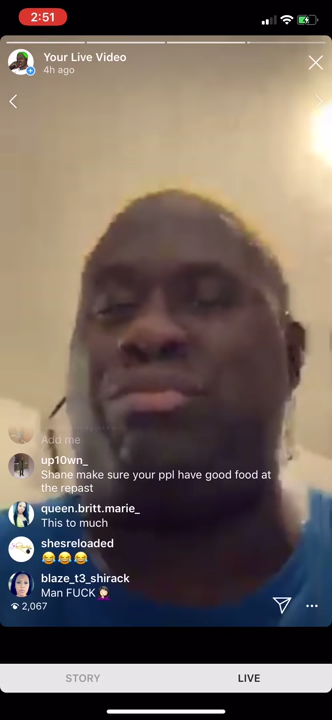 2:51
Your Live Video
4h ago
Add me
up10wn_
Shane make sure your ppl have good food at
the repast
queen.britt.marie_
This to much
shesreloaded
😂😂😂
blaze_t3_shirack
Man FUCK🤦🏻‍♀️
2,067
STORY
LIVE